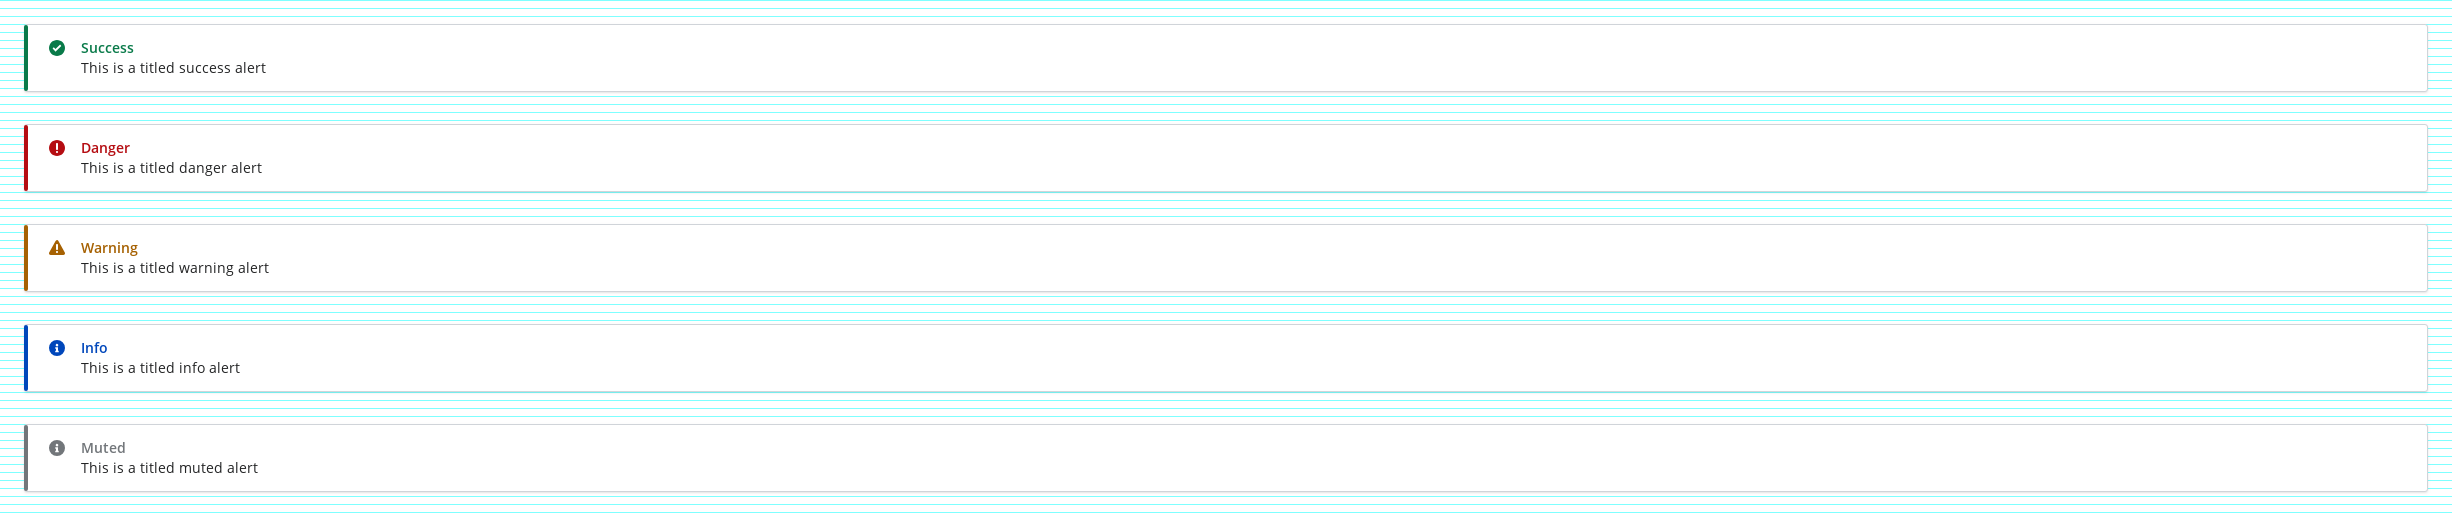 Success
This is a titled success alert
Danger
This is a titled danger alert
Warning
This is a titled warning alert
Info
This is a titled info alert
Muted
This is a titled muted alert